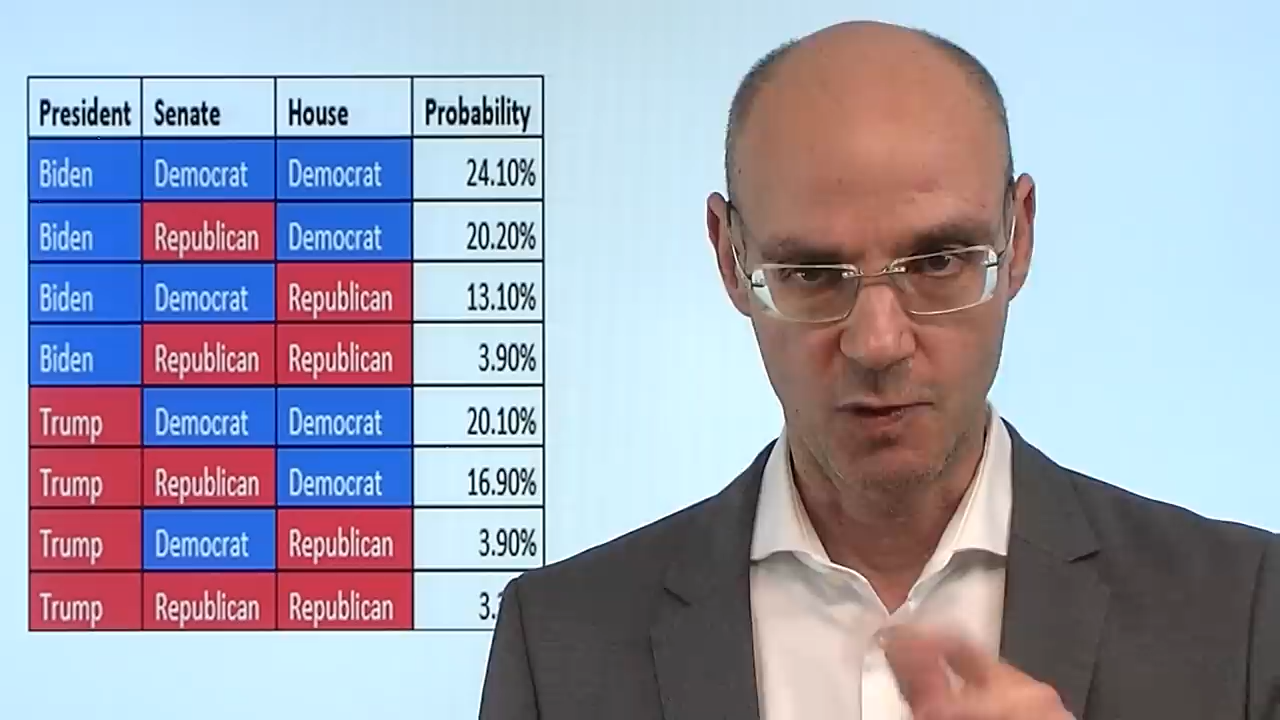 President Senate House Probability
Biden Democrat Democrat 24.10%
Biden Republican Democrat 20.20%
Biden Democrat Republican 13.10%
Biden Republican Republican 3.90%
Trump Democrat Democrat 20.10%
Trump Republican Democrat 16.90%
Trump Democrat Republican 3.90%
Trump Republican Republican